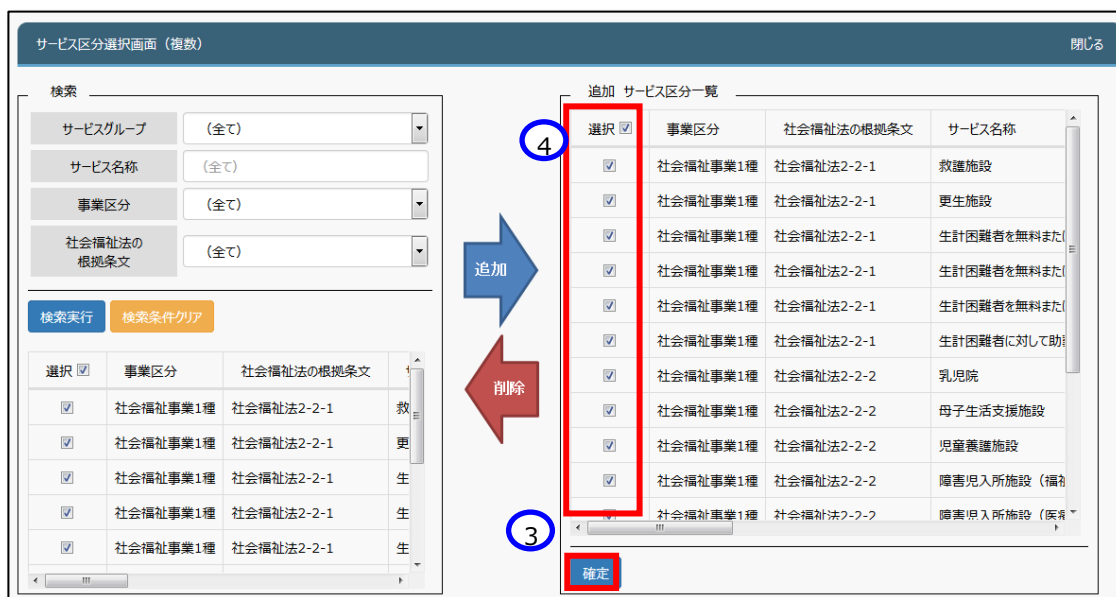 サービス区分選択画面（複数） 閉じる
検索
サービスグループ （全て）
サービス名称 （全て）
事業区分 （全て）
社会福祉法の
根拠条文 （全て）
検索実行 検索条件クリア
選択 事業区分 社会福祉法の根拠条文
社会福祉事業1種 社会福祉法2-2-1 救
社会福祉事業1種 社会福祉法2-2-1 更
社会福祉事業1種 社会福祉法2-2-1 生
社会福祉事業1種 社会福祉法2-2-1 生
社会福祉事業1種 社会福祉法2-2-1 生
追加
削除
追加 サービス区分一覧
④
選択 事業区分 社会福祉法の根拠条文 サービス名称
社会福祉事業1種 社会福祉法2-2-1 救護施設
社会福祉事業1種 社会福祉法2-2-1 更生施設
社会福祉事業1種 社会福祉法2-2-1 生計困難者を無料また
社会福祉事業1種 社会福祉法2-2-1 生計困難者を無料また
社会福祉事業1種 社会福祉法2-2-1 生計困難者を無料また
社会福祉事業1種 社会福祉法2-2-1 生計困難者に対して助
社会福祉事業1種 社会福祉法2-2-2 乳児院
社会福祉事業1種 社会福祉法2-2-2 母子生活支援施設
社会福祉事業1種 社会福祉法2-2-2 児童養護施設
社会福祉事業1種 社会福祉法2-2-2 障害児入所施設（福祉
社会福祉事業1種 社会福祉法2-2-2 障害児入所施設（医療
③
確定